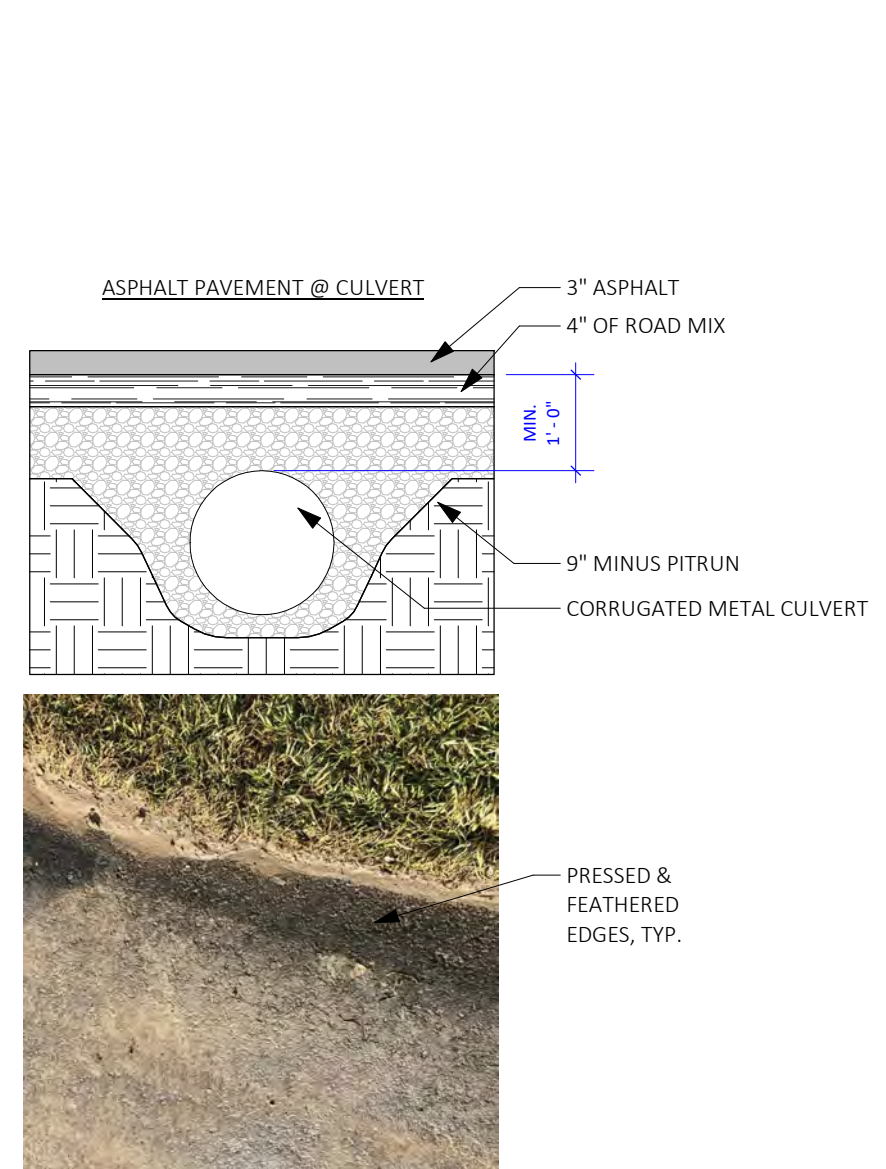 ASPHALT PAVEMENT @ CULVERT
3" ASPHALT
4" OF ROAD MIX
MIN.
1' - 0"
9" MINUS PITRUN
CORRUGATED METAL CULVERT
PRESSED &
FEATHERED
EDGES, TYP.